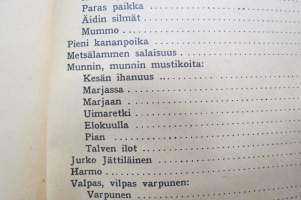 Paras paikka
Äidin silmät
Mummo
Pieni kananpoika
Metsälammen salaisuus
Munnin, munnin mustikoita:
Kesän ihanuus
Marjassa
Marjaan
Uimaretki
Elokuulla
Pian
Talven ilot
Jurko Jättiläinen
Harmo
Valpas, vilpas varpunen:
Varpunen